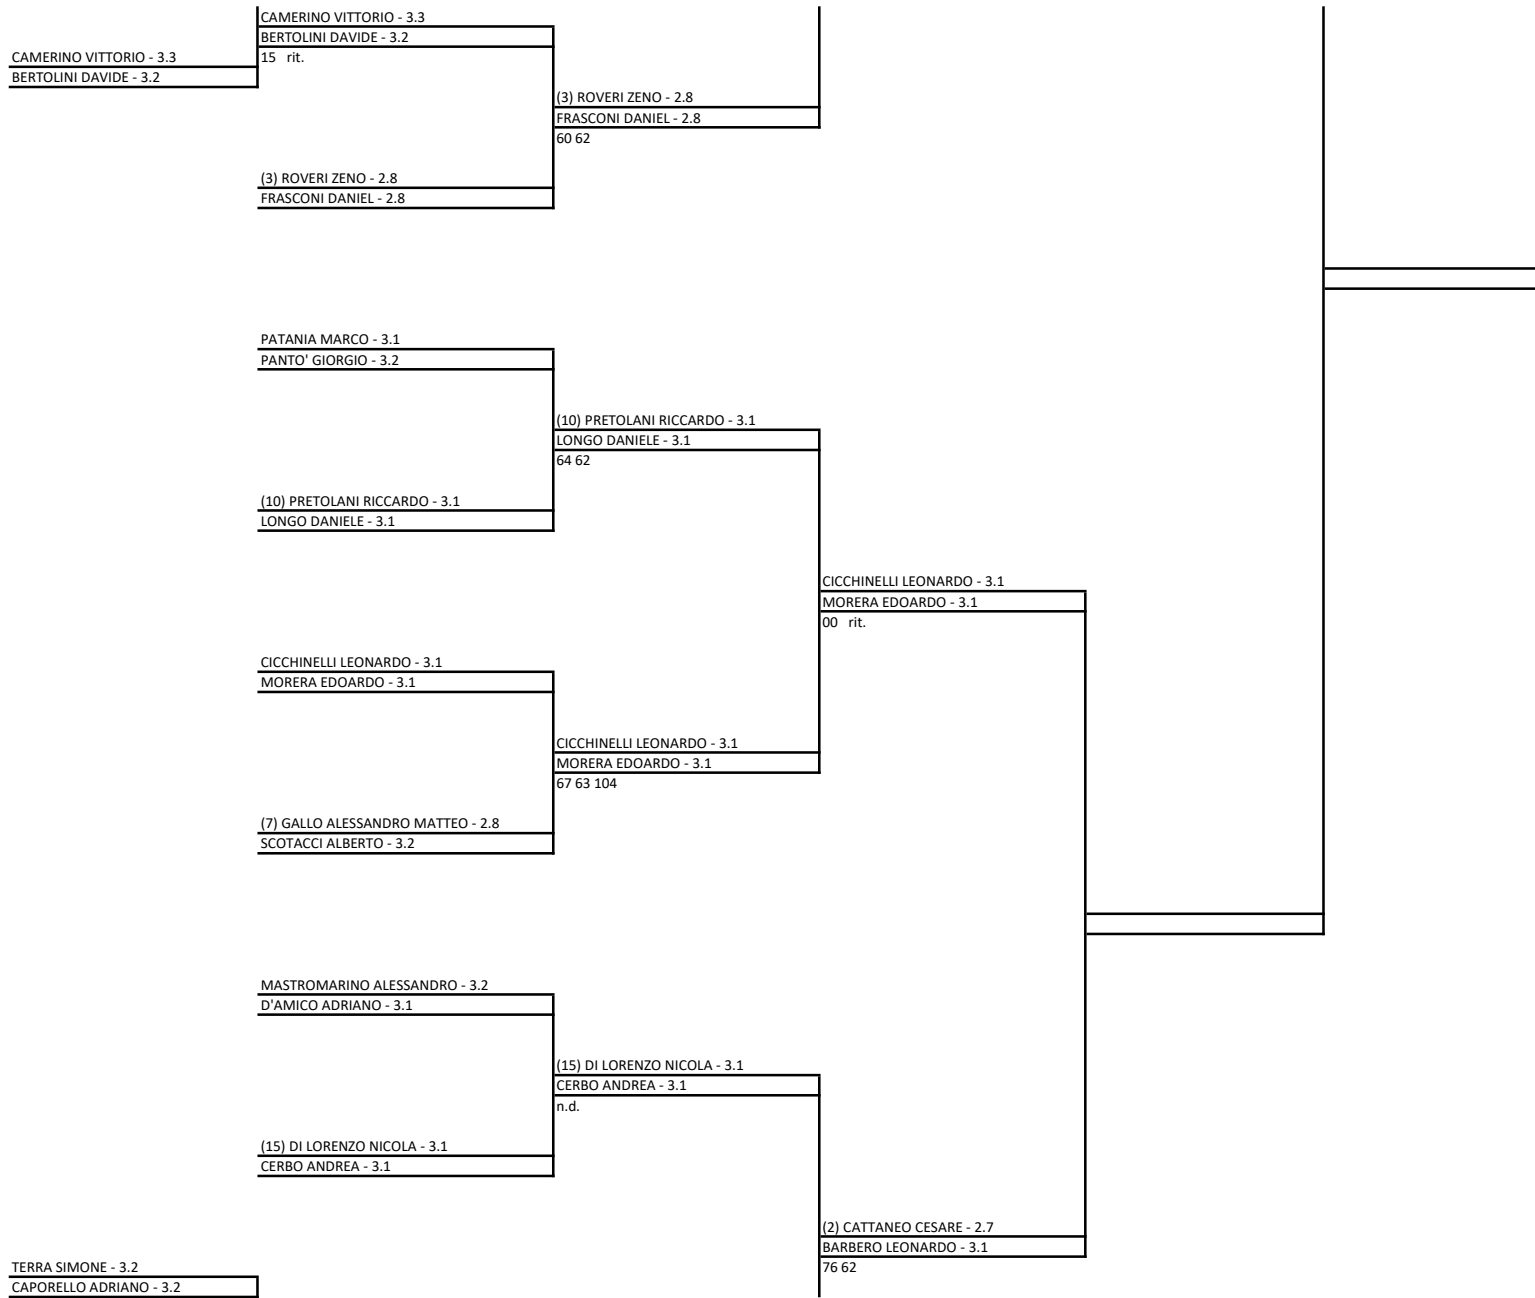 CAMERINO VITTORIO - 3.3
BERTOLINI DAVIDE - 3.2
CAMERINO VITTORIO - 3.3
15 rit.
BERTOLINI DAVIDE - 3.2
(3) ROVERI ZENO - 2.8
FRASCONI DANIEL - 2.8
60 62
(3) ROVERI ZENO - 2.8
FRASCONI DANIEL - 2.8
PATANIA MARCO - 3.1
PANTO' GIORGIO - 3.2
(10) PRETOLANI RICCARDO - 3.1
LONGO DANIELE - 3.1
64 62
(10) PRETOLANI RICCARDO - 3.1
LONGO DANIELE - 3.1
CICCHINELLI LEONARDO - 3.1
MORERA EDOARDO - 3.1
00 rit.
CICCHINELLI LEONARDO - 3.1
MORERA EDOARDO - 3.1
CICCHINELLI LEONARDO - 3.1
MORERA EDOARDO - 3.1
67 63 104
(7) GALLO ALESSANDRO MATTEO - 2.8
SCOTACCI ALBERTO - 3.2
MASTROMARINO ALESSANDRO - 3.2
D'AMICO ADRIANO - 3.1
(15) DI LORENZO NICOLA - 3.1
CERBO ANDREA - 3.1
n.d.
(15) DI LORENZO NICOLA - 3.1
CERBO ANDREA - 3.1
(2) CATTANEO CESARE - 2.7
BARBERO LEONARDO - 3.1
76 62
TERRA SIMONE - 3.2
CAPORELLO ADRIANO - 3.2